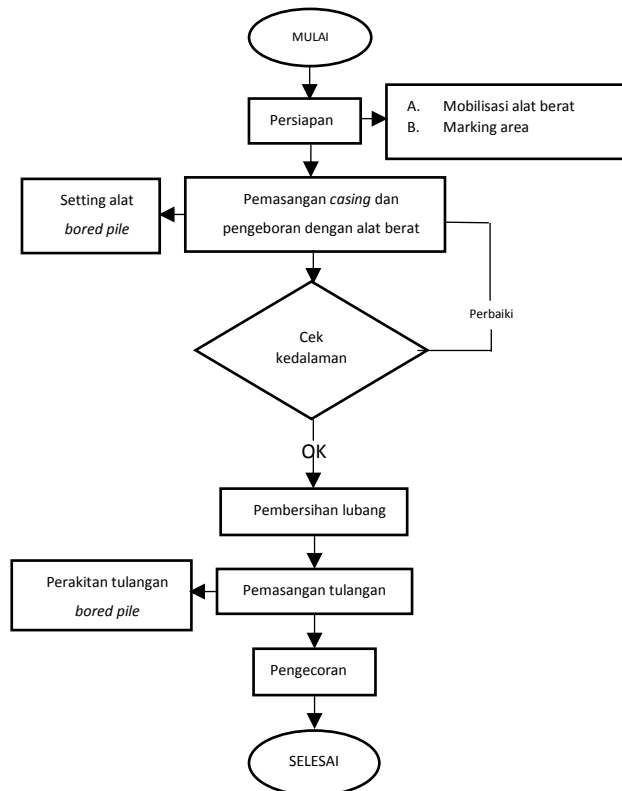 MULAI
Persiapan
A. Mobilisasi alat berat
B. Marking area
Setting alat
bored pile
Pemasangan casing dan
pengeboran dengan alat berat
Perbaiki
Cek
kedalaman
OK
Pembersihan lubang
Perakitan tulangan
bored pile
Pemasangan tulangan
Pengecoran
SELESAI